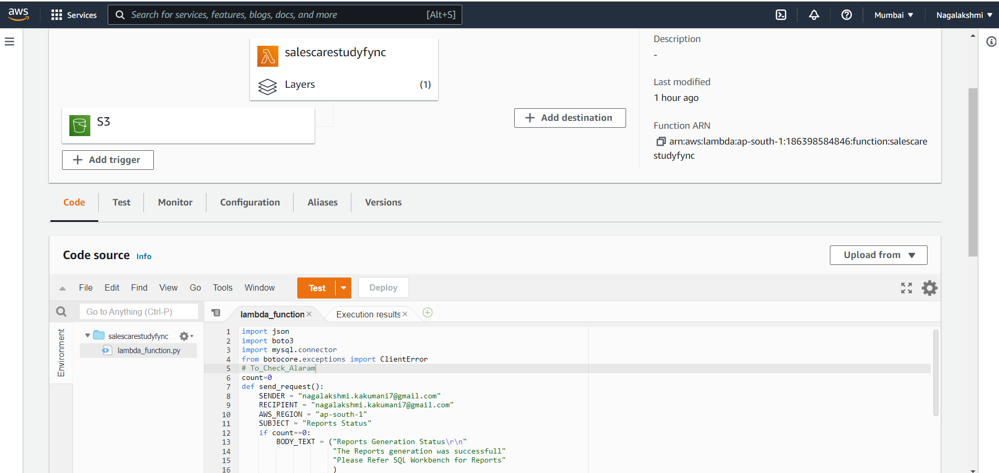 aws
Services
Search for services, features, blogs, docs, and more [Alt+S]
Mumbai ▼
Nagalakshmi ▼
salescarestudyfync
Layers (1)
S3
+ Add trigger
+ Add destination
Description
-
Last modified
1 hour ago
Function ARN
arn:aws:lambda:ap-south-1:186398584846:function:salescare
studyfync
Code Test Monitor Configuration Aliases Versions
Code source Info
Upload from ▼
File Edit Find View Go Tools Window Test Deploy
Go to Anything (Ctrl-P)
lambda_function × Execution results ×
Environment
salescarestudyfync
lambda_function.py
1 import json
2 import boto3
3 import mysql.connector
4 from botocore.exceptions import ClientError
5 # To_Check_Alaram
6 count=0
7 def send_request():
8 SENDER = "nagalakshmi.kakumani7@gmail.com"
9 RECIPIENT = "nagalakshmi.kakumani7@gmail.com"
10 AWS_REGION = "ap-south-1"
11 SUBJECT = "Reports Status"
12 if count==0:
13 BODY_TEXT = ("Reports Generation Status\r\n"
14 "The Reports generation was successfull"
15 "Please Refer SQL Workbench for Reports"
16 )